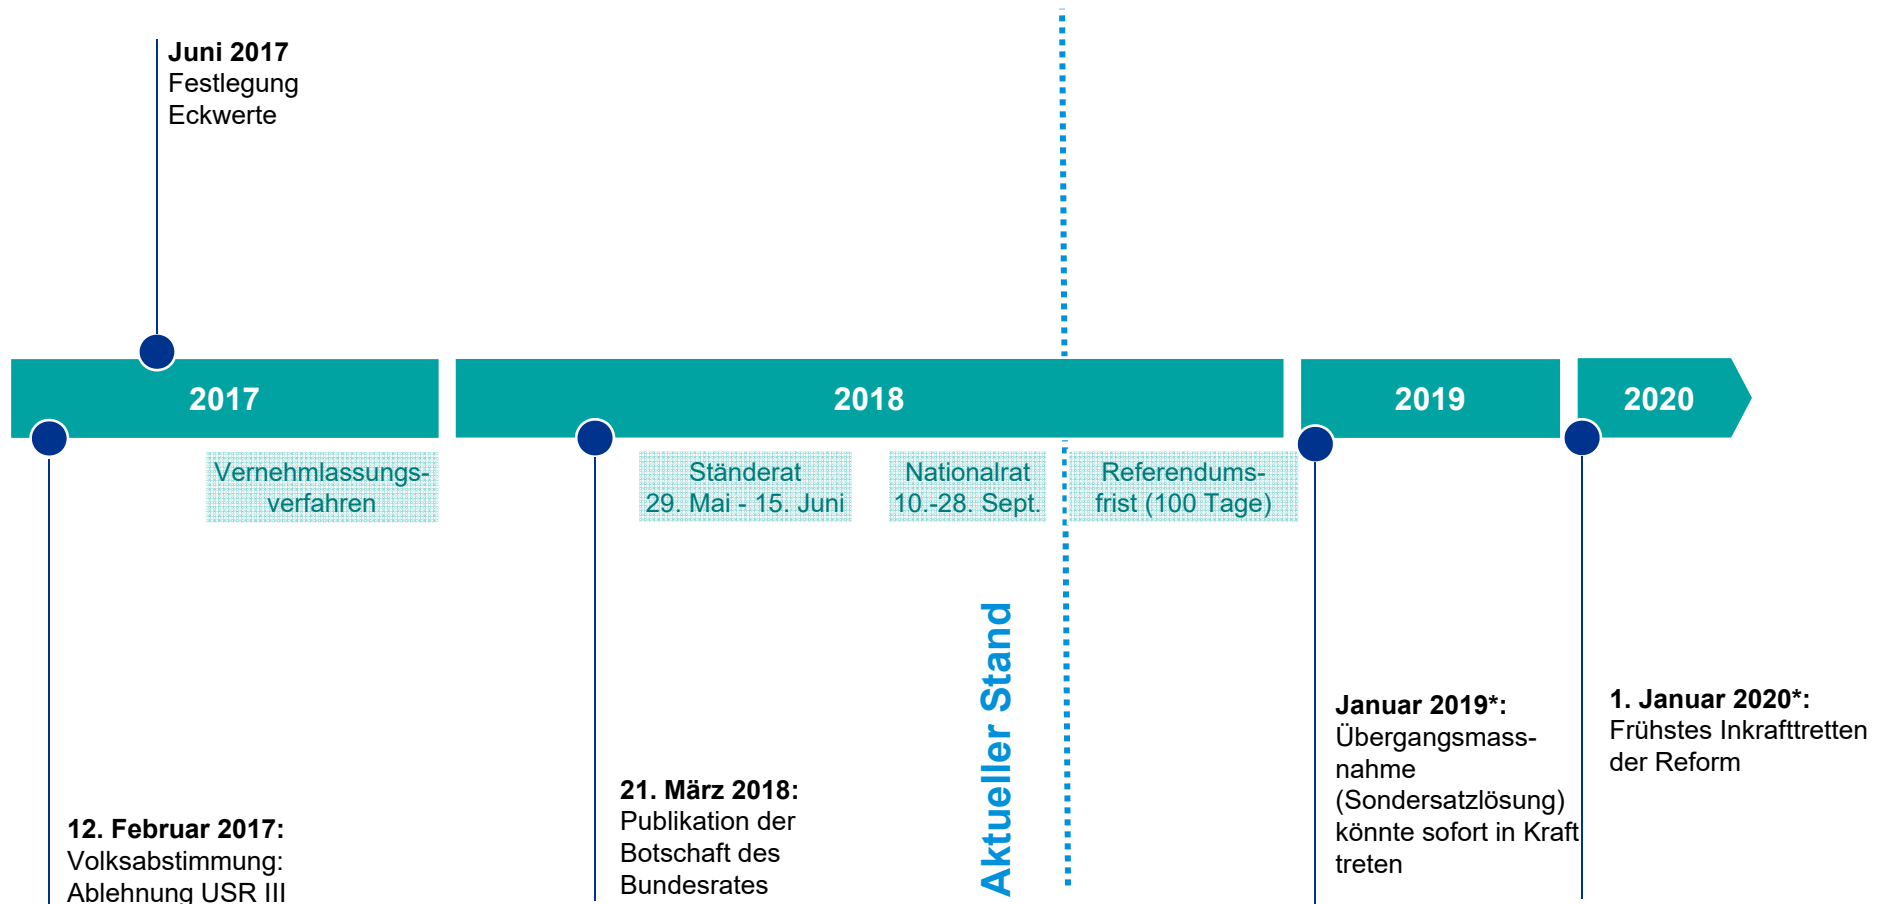 Juni 2017
Festlegung
Eckwerte
2017
2018
2019
2020
Vernehmlassungs-
verfahren
Ständerat
29. Mai - 15. Juni
Nationalrat
10.-28. Sept.
Referendums-
frist (100 Tage)
Aktueller Stand
12. Februar 2017:
Volksabstimmung:
Ablehnung USR III
21. März 2018:
Publikation der
Botschaft des
Bundesrates
Januar 2019*:
Übergangsmass-
nahme
(Sondersatzlösung)
könnte sofort in Kraft
treten
1. Januar 2020*:
Frühstes Inkrafttretten
der Reform